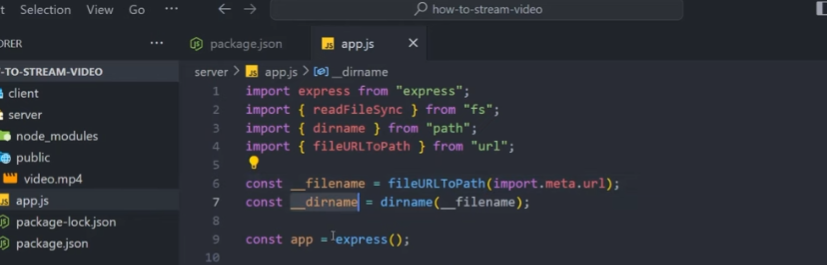 t Selection View Go ... how-to-stream-video
ORER ... package.json JS app.js
-TO-STREAM-VIDEO server > JS app.js > __dirname
client
server
node_modules
public
video.mp4
JS app.js
package-lock.json
package.json
1 import express from "express";
2 import { readFileSync } from "fs";
3 import { dirname } from "path";
4 import { fileURLToPath } from "url";
5
6 const __filename = fileURLToPath(import.meta.url);
7 const __dirname = dirname(__filename);
8
9 const app = express();
10